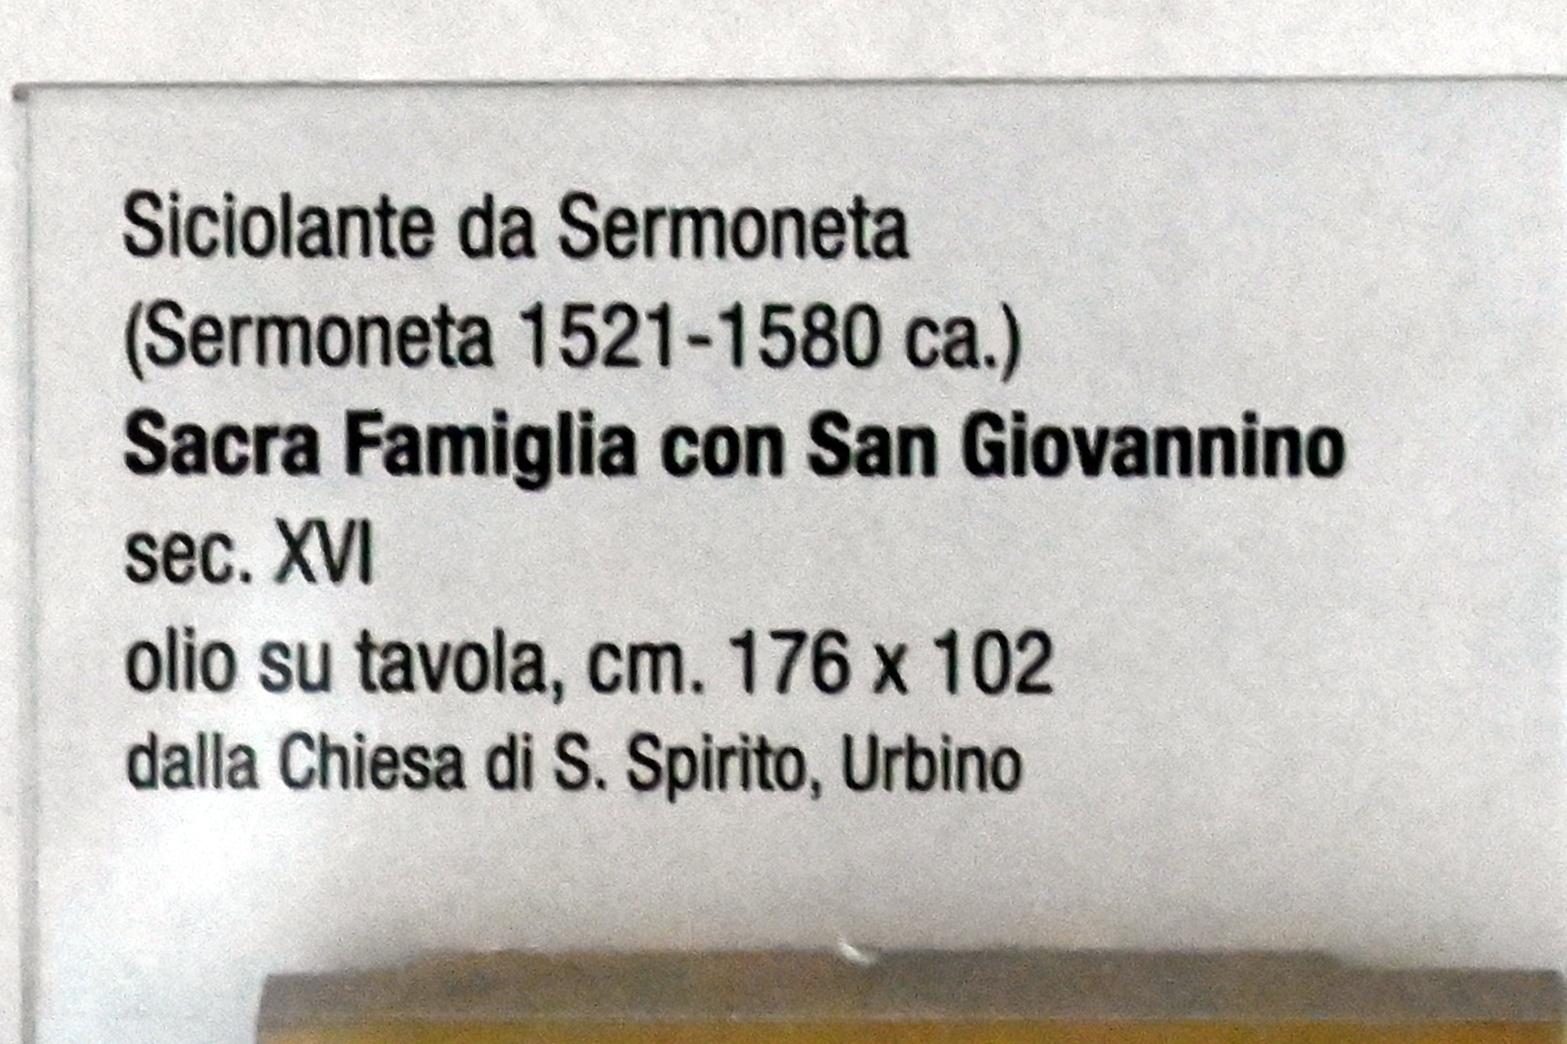 Siciolante da Sermoneta
(Sermoneta 1521-1580 ca.)
Sacra Famiglia con San Giovannino
sec. XVI
olio su tavola, cm. 176 x 102
dalla Chiesa di S. Spirito, Urbino